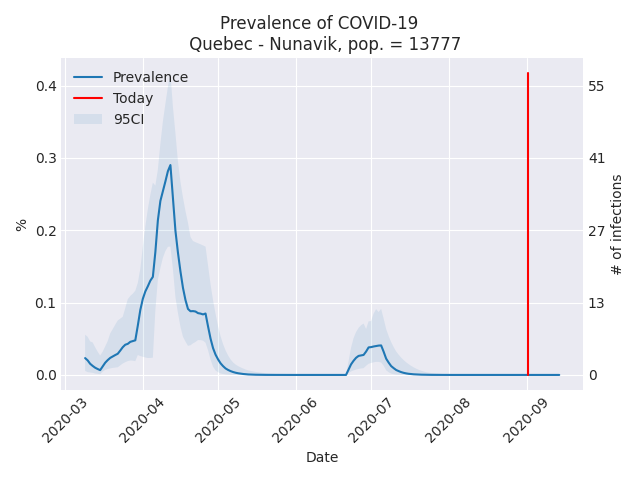 Prevalence of COVID-19
Quebec - Nunavik, pop. = 13777
Prevalence
Today
95CI
0.4
0.3
0.2
0.1
0.0
%
55
41
27
13
0
# of infections
2020-03
2020-04
2020-05
2020-06
2020-07
2020-08
2020-09
Date